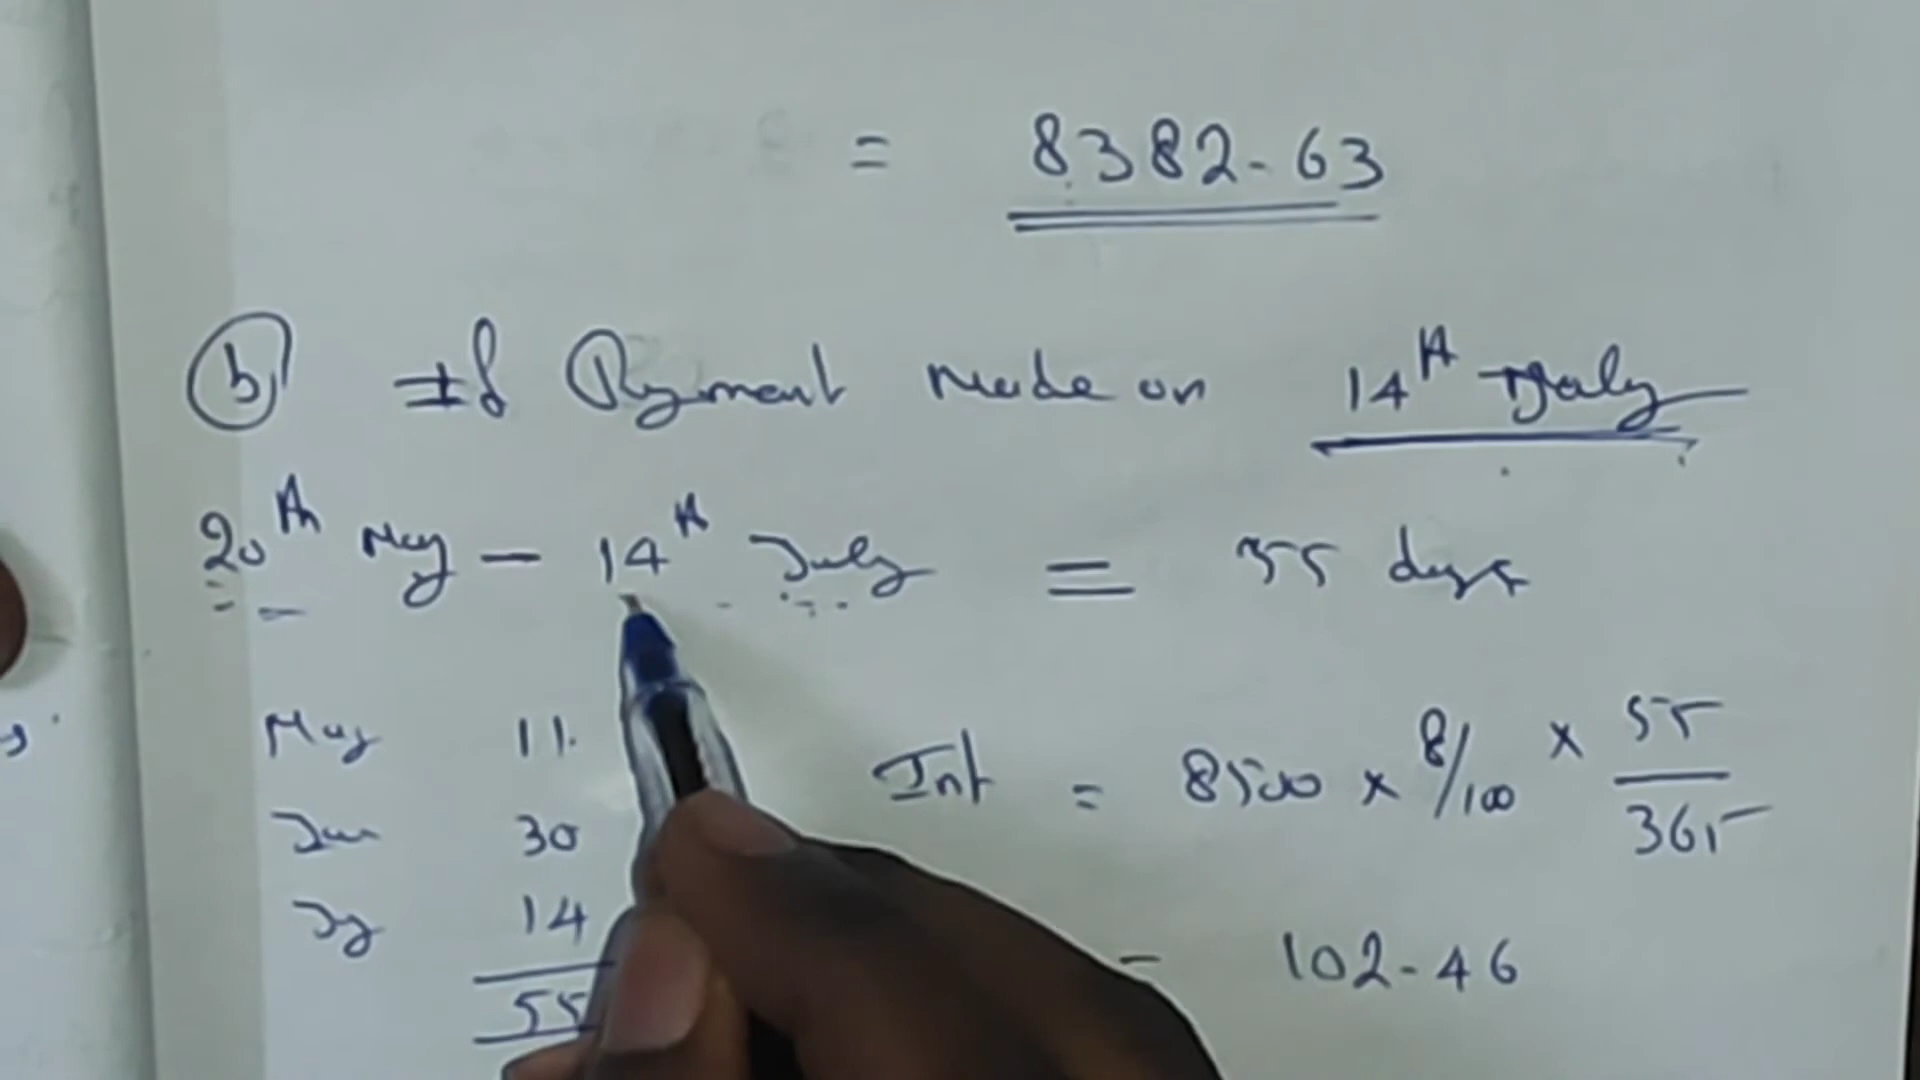 = 8382-63
(b) If Payment Made on 14th July
20th May - 14th July = 55 days
May 11.
Jun 30
Jy 14
55
Int = 8500 x 8/100 x 55/365
= 102-46